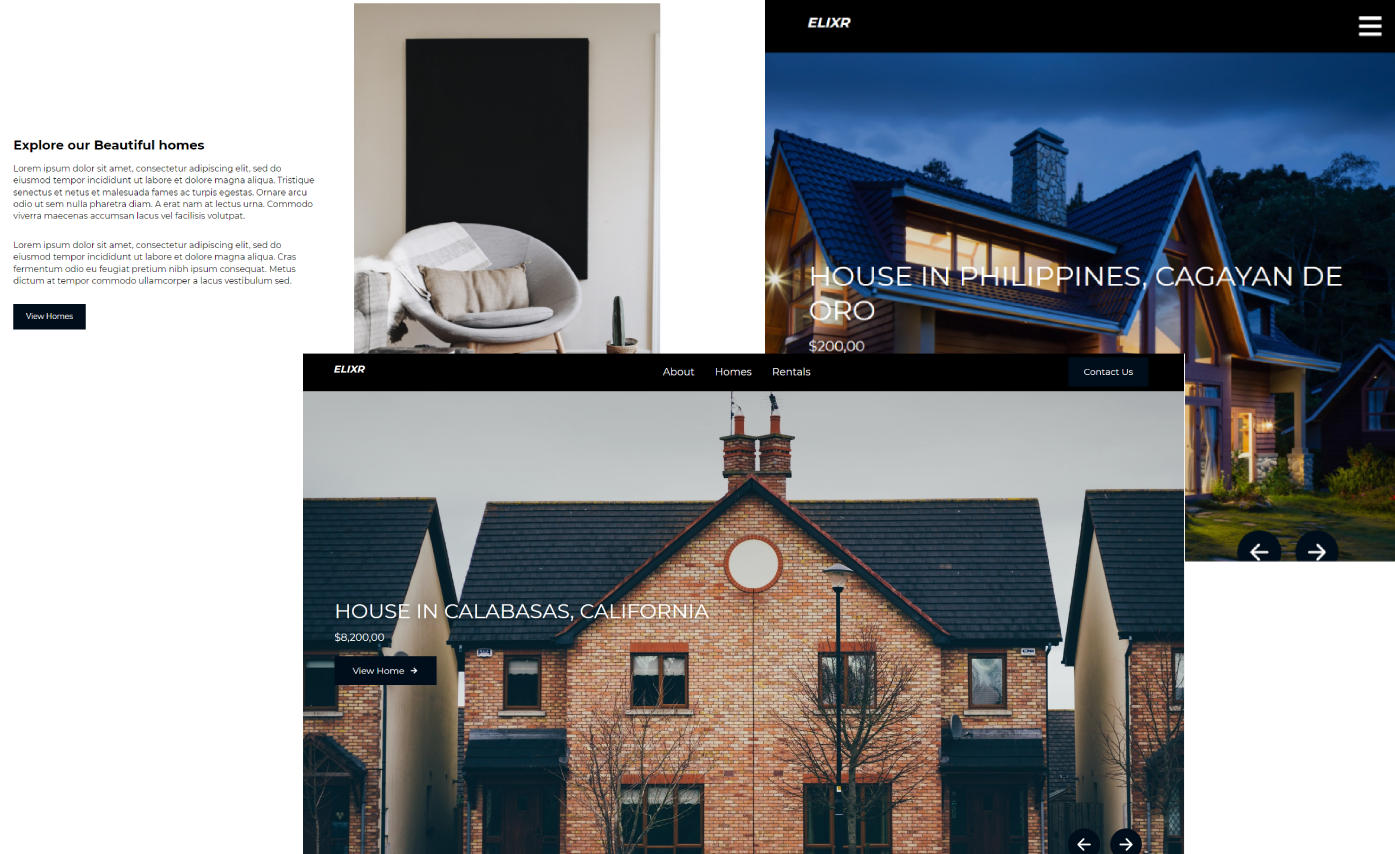 Explore our Beautiful homes
Lorem ipsum dolor sit amet, consectetur adipiscing elit, sed do
eiusmod tempor incididunt ut labore et dolore magna aliqua. Tristique
senectus et netus et malesuada fames ac turpis egestas. Ornare arcu
odio ut sem nulla pharetra diam. A erat nam at lectus urna. Commodo
viverra maecenas accumsan lacus vel facilisis volutpat.
Lorem ipsum dolor sit amet, consectetur adipiscing elit, sed do
eiusmod tempor incididunt ut labore et dolore magna aliqua. Cras
fermentum odio eu feugiat pretium nibh ipsum consequat. Metus
dictum at tempor commodo ullamcorper a lacus vestibulum sed.
View Homes
ELIXR
HOUSE IN PHILIPPINES, CAGAYAN DE
ORO
$200,00
ELIXR
About Homes Rentals
Contact Us
HOUSE IN CALABASAS, CALIFORNIA
$8,200,00
View Home